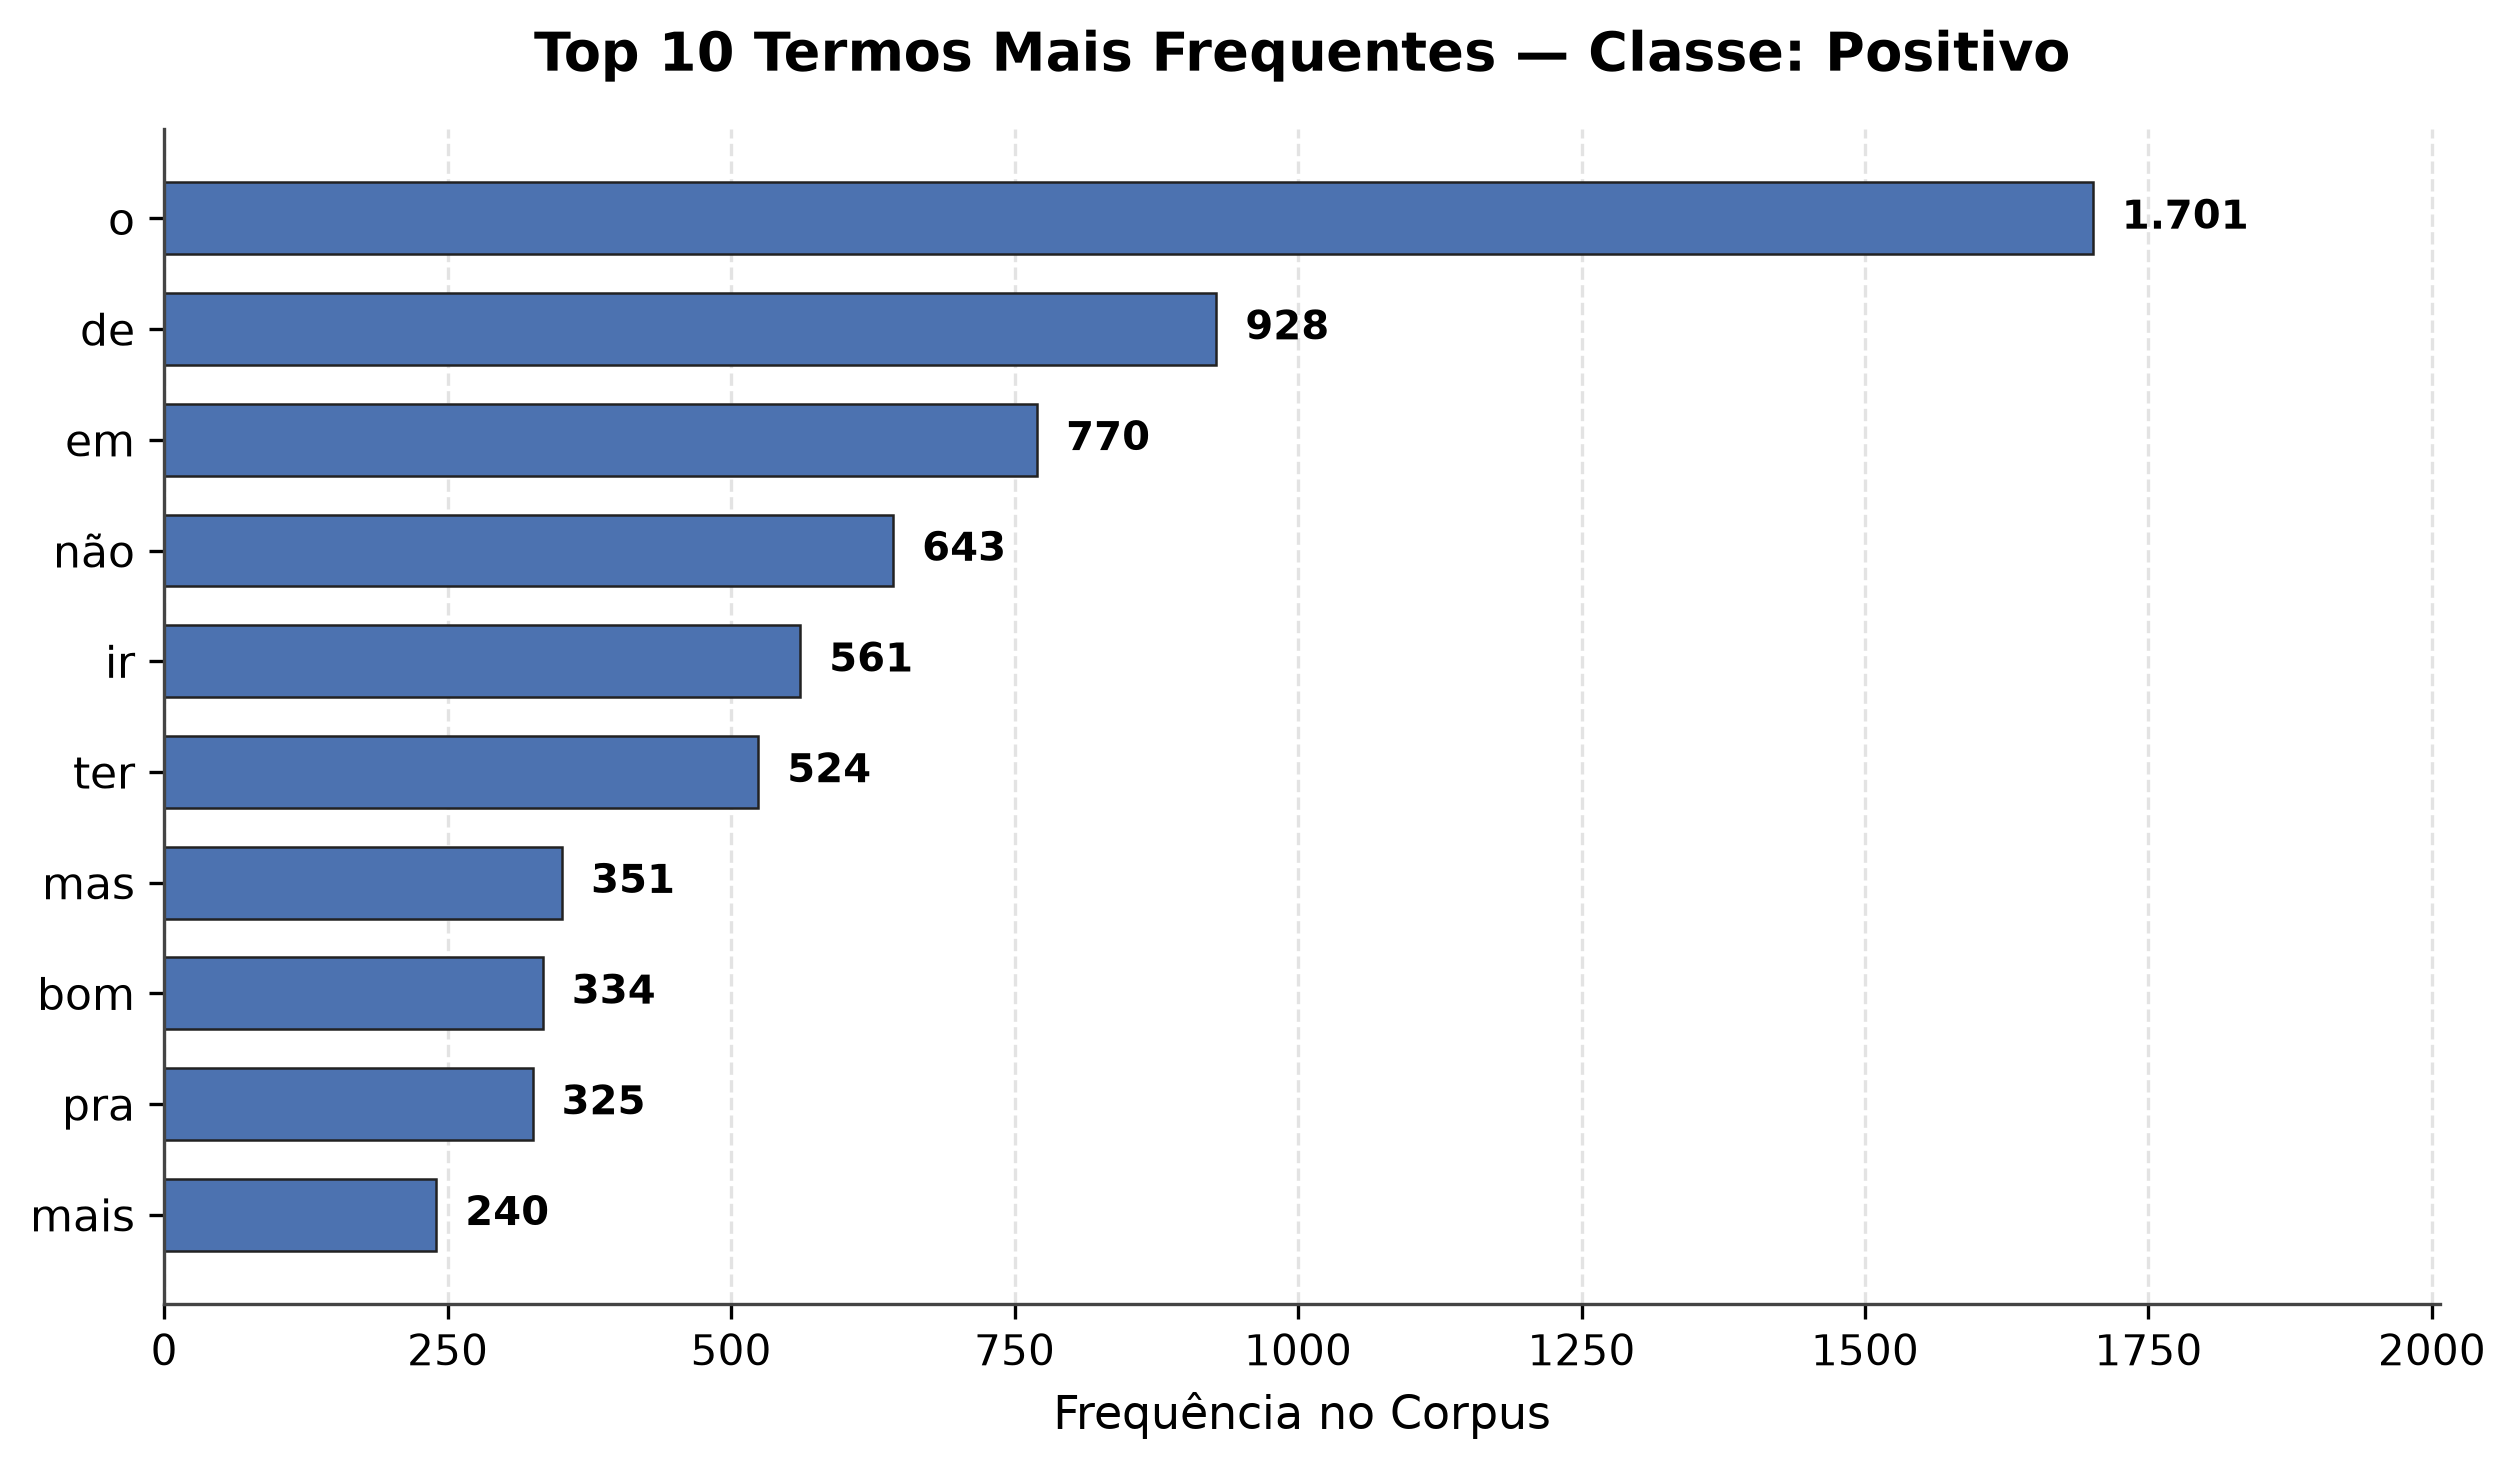 Top 10 Termos Mais Frequentes — Classe: Positivo
o 1.701
de 928
em 770
não 643
ir 561
ter 524
mas 351
bom 334
pra 325
mais 240
0 250 500 750 1000 1250 1500 1750 2000
Frequência no Corpus